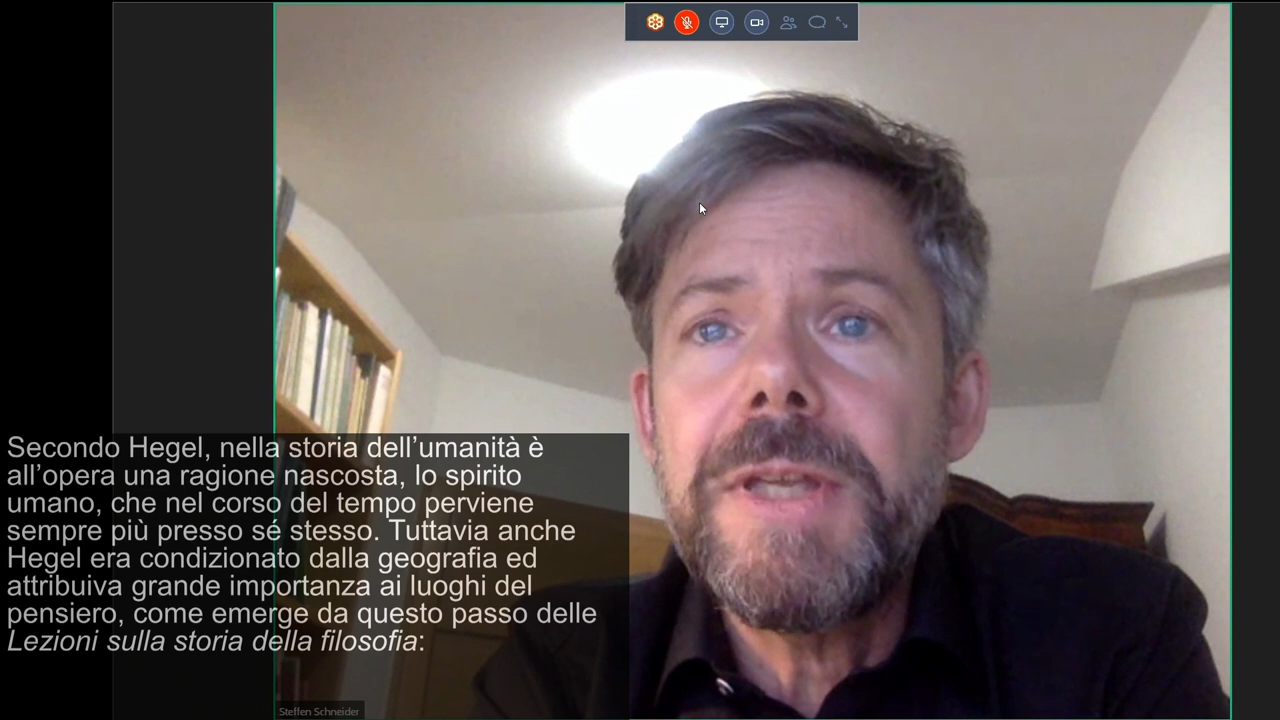 Secondo Hegel, nella storia dell’umanità è
all’opera una ragione nascosta, lo spirito
umano, che nel corso del tempo perviene
sempre più presso sé stesso. Tuttavia anche
Hegel era condizionato dalla geografia ed
attribuiva grande importanza ai luoghi del
pensiero, come emerge da questo passo delle
Lezioni sulla storia della filosofia:
Steffen Schneider